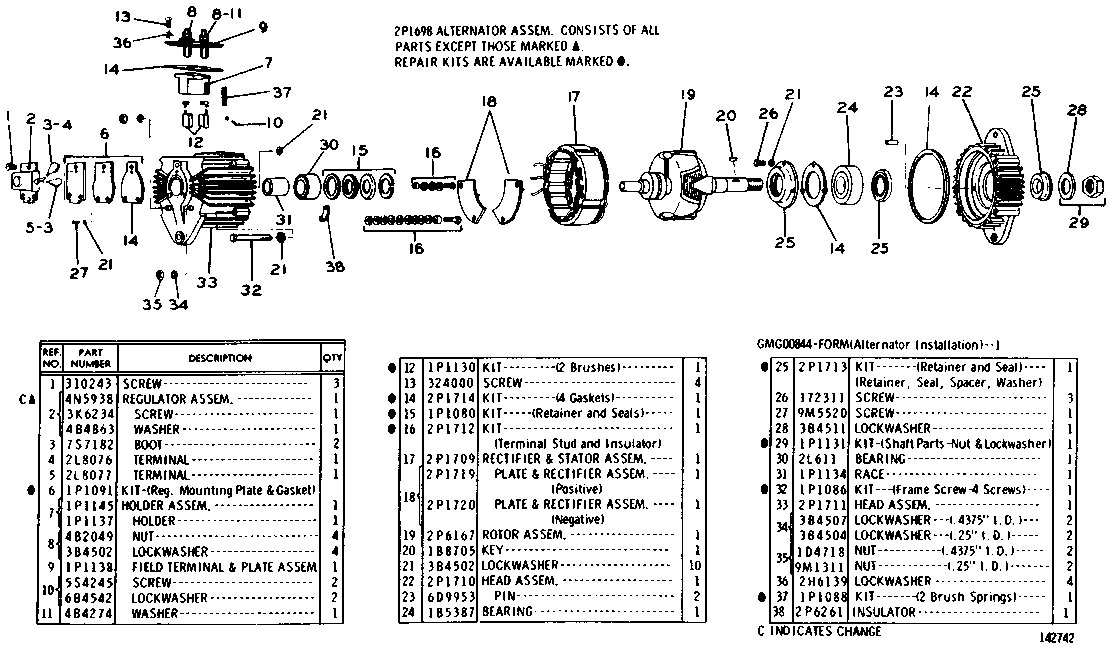 2P1698 ALTERNATOR ASSEM. CONSISTS OF ALL
PARTS EXCEPT THOSE MARKED ▲.
REPAIR KITS ARE AVAILABLE MARKED ●.
8
8-11
13
9
36
14
7
37
10
12
1
2
3-4
6
5-3
27
21
14
35
34
33
32
21
31
30
21
15
38
16
16
18
17
19
20
26
21
25
14
24
25
23
14
22
25
28
29
REF. NO. PART NUMBER DESCRIPTION QTY
1 310243 SCREW 3
C▲ 4N5938 REGULATOR ASSEM. 1
2 3K6234 SCREW 1
4B4863 WASHER 1
3 7S7182 BOOT 2
4 2L8076 TERMINAL 1
5 2L8077 TERMINAL 1
● 6 1P1091 KIT-(Reg. Mounting Plate & Gasket) 1
7 1P1145 HOLDER ASSEM. 1
1P1137 HOLDER 1
8 4B2049 NUT 4
3B4502 LOCKWASHER 4
9 1P1138 FIELD TERMINAL & PLATE ASSEM 1
10 5S4245 SCREW 2
6B4542 LOCKWASHER 2
11 4B4274 WASHER 1
● 12 1P1130 KIT (2 Brushes) 1
13 324000 SCREW 4
● 14 2P1714 KIT (4 Gaskets) 1
● 15 1P1080 KIT (Retainer and Seals) 1
● 16 2P1712 KIT 1
(Terminal Stud and Insulator)
17 2P1709 RECTIFIER & STATOR ASSEM. 1
18 2P1719 PLATE & RECTIFIER ASSEM. 1
(Positive)
2P1720 PLATE & RECTIFIER ASSEM. 1
(Negative)
19 2P6167 ROTOR ASSEM. 1
20 1B8705 KEY 1
21 3B4502 LOCKWASHER 10
22 2P1710 HEAD ASSEM. 1
23 6D9953 PIN 2
24 1B5387 BEARING 1
GMG00844-FORM(Alternator Installation)--1
● 25 2P1713 KIT (Retainer and Seal) 1
(Retainer, Seal, Spacer, Washer)
26 172311 SCREW 3
27 9M5520 SCREW 1
28 3B4511 LOCKWASHER 1
● 29 1P1131 KIT-(Shaft Parts-Nut & Lockwasher) 1
30 2L611 BEARING 1
31 1P1134 RACE 1
● 32 1P1086 KIT (Frame Screw-4 Screws) 1
33 2P1711 HEAD ASSEM. 1
34 3B4507 LOCKWASHER (.4375" I.D.) 2
3B4504 LOCKWASHER (.25" I.D.) 2
35 1D4718 NUT (.4375" I.D.) 2
9M1311 NUT (.25" I.D.) 2
36 2H6139 LOCKWASHER 4
● 37 1P1088 KIT (2 Brush Springs) 1
38 2P6261 INSULATOR 1
C INDICATES CHANGE
142742